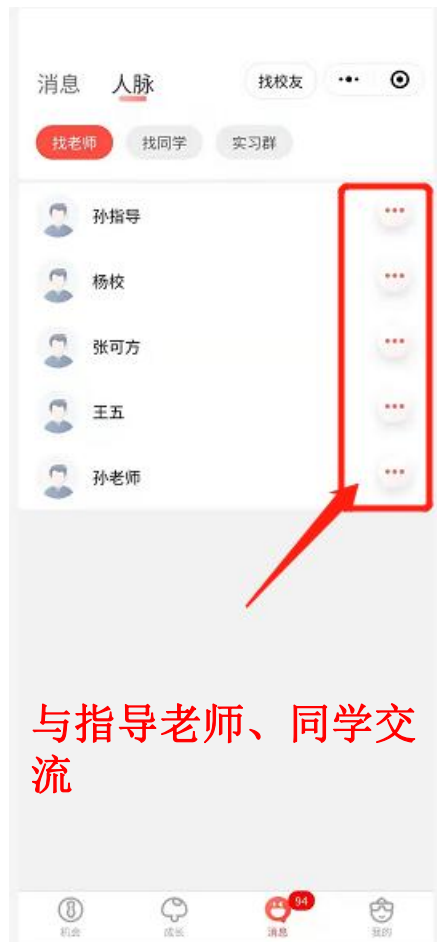 消息 人脉 找校友
找老师 找同学 实习群
孙指导
杨校
张可方
王五
孙老师
与指导老师、同学交
流
94
机会 成长 消息 我的